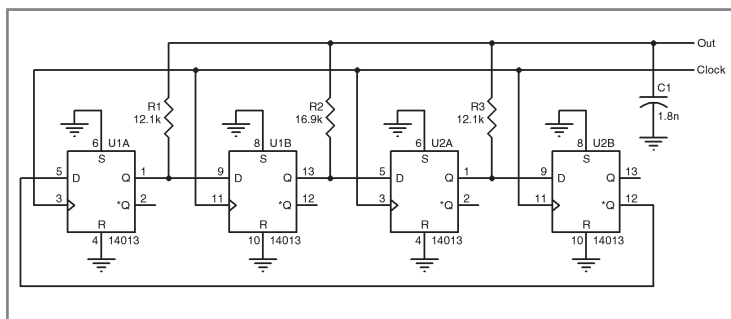 Out
Clock
C1
1.8n
R1
12.1k
R2
16.9k
R3
12.1k
6 U1A
8 U1B
6 U2A
8 U2B
S
S
S
S
5 D Q 1
9 D Q 13
5 D Q 1
9 D Q 13
3 *Q 2
11 *Q 12
3 *Q 2
11 *Q 12
R
R
R
R
4 14013
10 14013
4 14013
10 14013